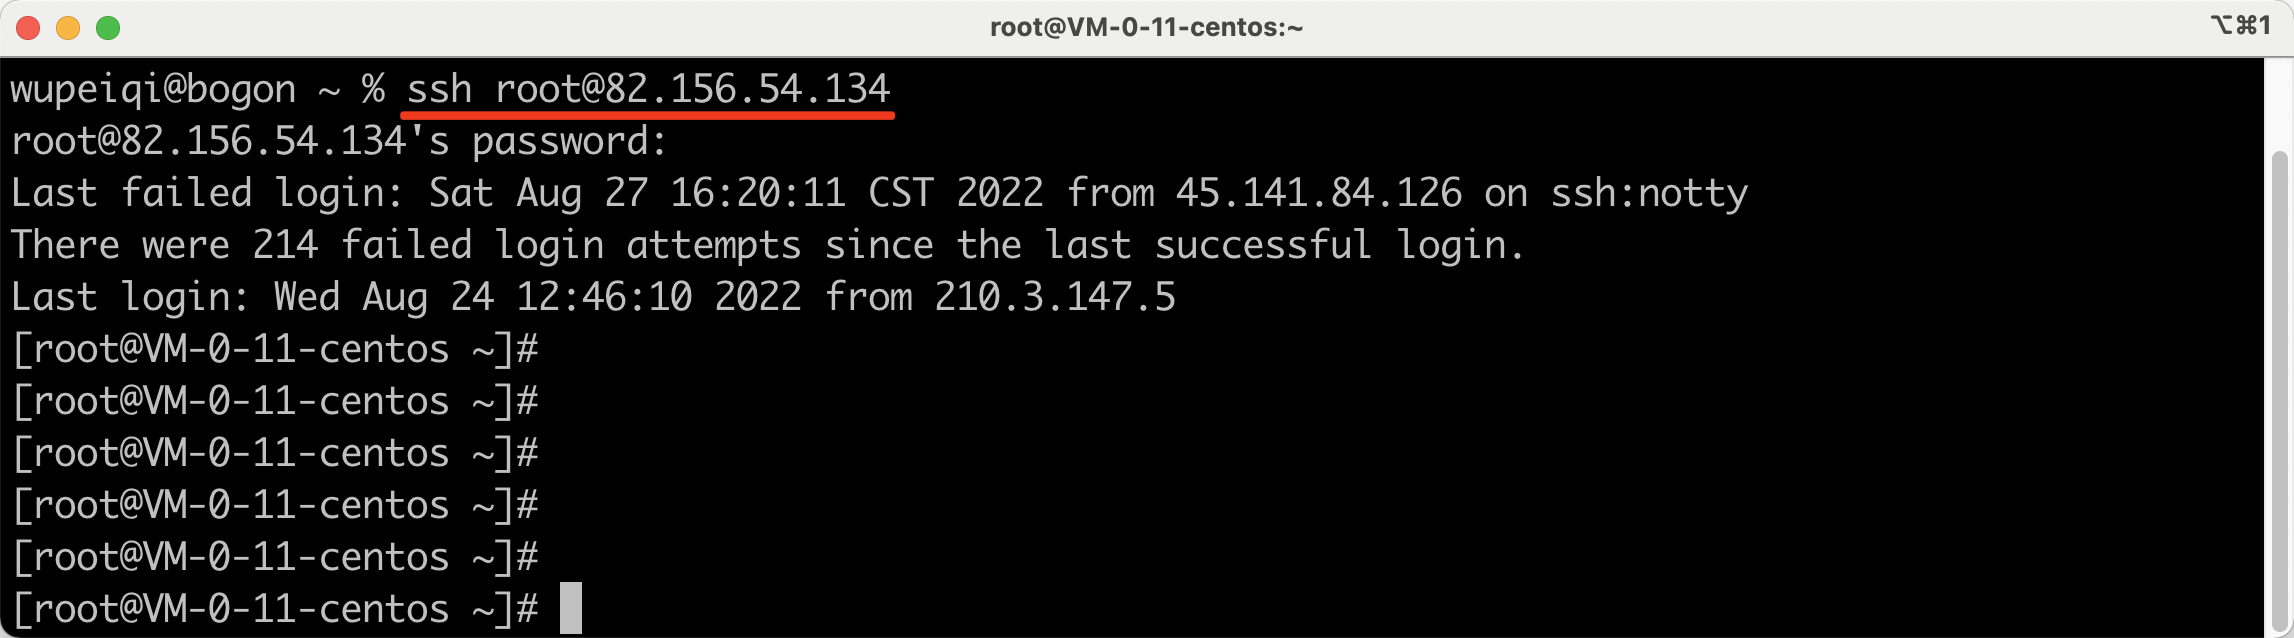 root@VM-0-11-centos:~
⌥⌘1
wupeiqi@bogon ~ % ssh root@82.156.54.134
root@82.156.54.134's password:
Last failed login: Sat Aug 27 16:20:11 CST 2022 from 45.141.84.126 on ssh:notty
There were 214 failed login attempts since the last successful login.
Last login: Wed Aug 24 12:46:10 2022 from 210.3.147.5
[root@VM-0-11-centos ~]#
[root@VM-0-11-centos ~]#
[root@VM-0-11-centos ~]#
[root@VM-0-11-centos ~]#
[root@VM-0-11-centos ~]#
[root@VM-0-11-centos ~]#